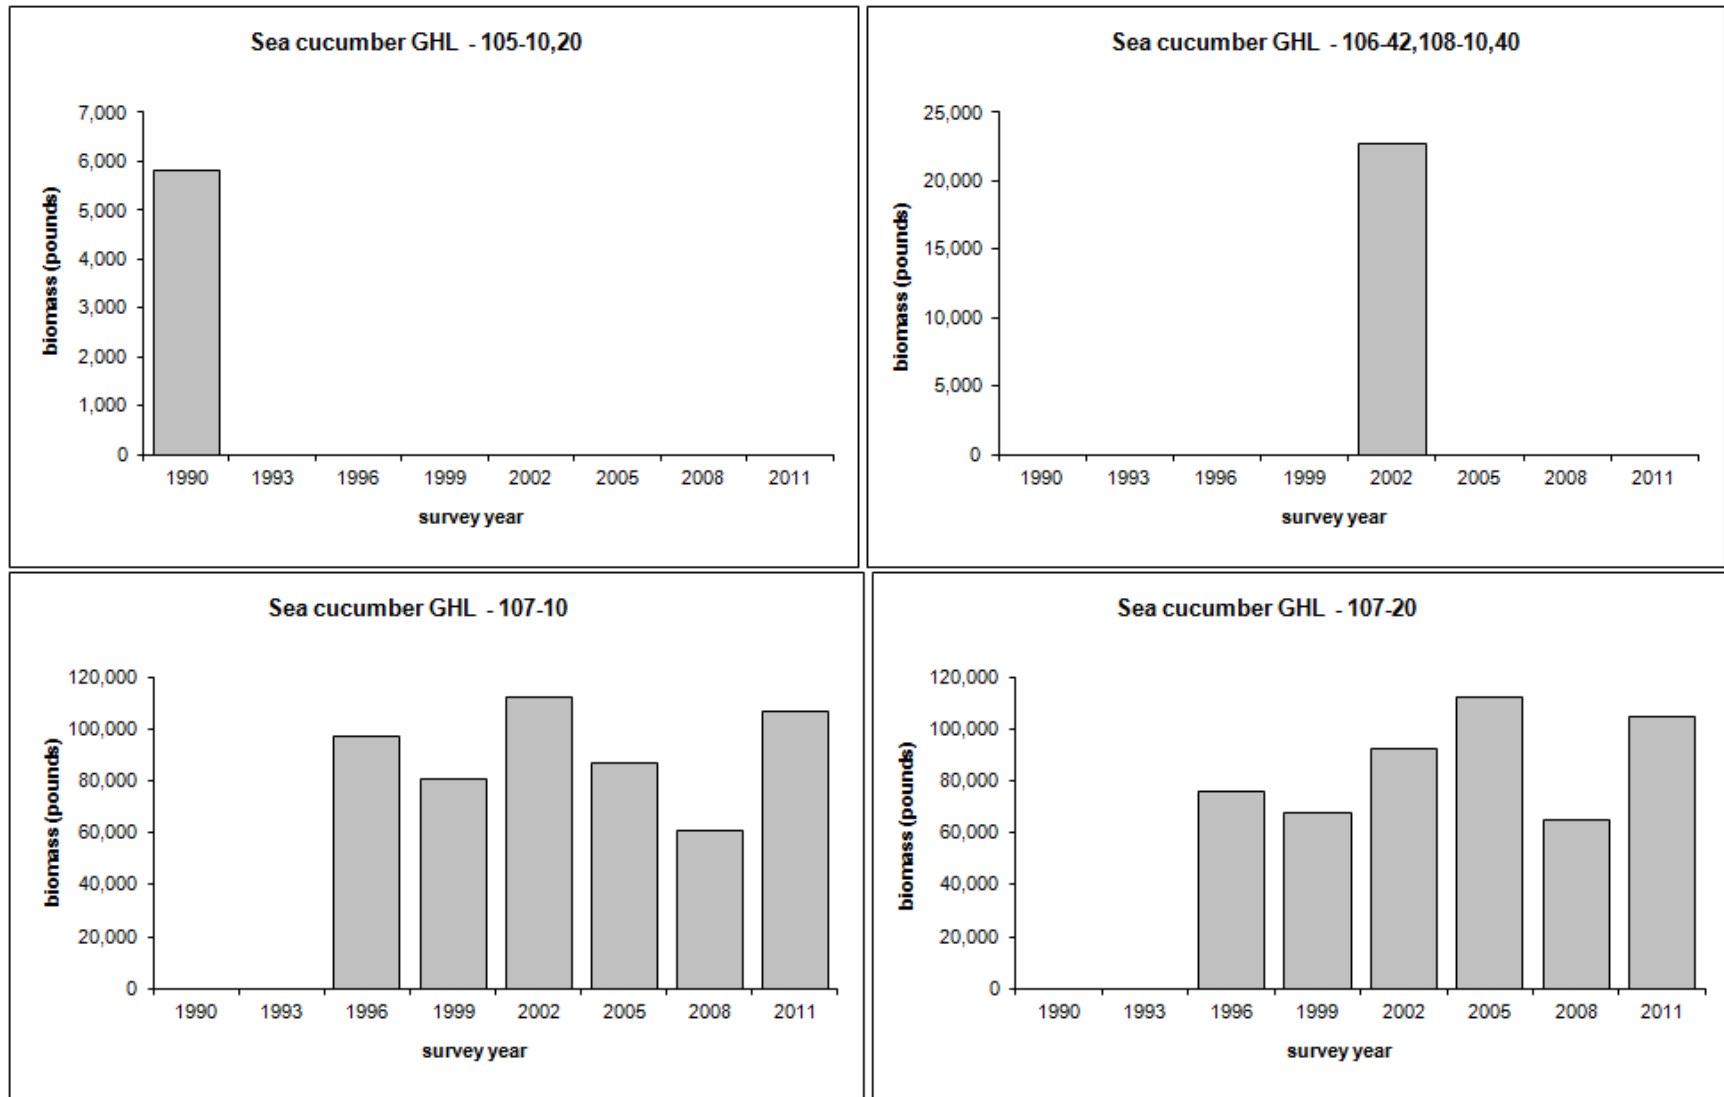 Sea cucumber GHL - 105-10,20
7,000
6,000
5,000
4,000
3,000
2,000
1,000
0
biomass (pounds)
1990 1993 1996 1999 2002 2005 2008 2011
survey year
Sea cucumber GHL - 106-42,108-10,40
25,000
20,000
15,000
10,000
5,000
0
biomass (pounds)
1990 1993 1996 1999 2002 2005 2008 2011
survey year
Sea cucumber GHL - 107-10
120,000
100,000
80,000
60,000
40,000
20,000
0
biomass (pounds)
1990 1993 1996 1999 2002 2005 2008 2011
survey year
Sea cucumber GHL - 107-20
120,000
100,000
80,000
60,000
40,000
20,000
0
biomass (pounds)
1990 1993 1996 1999 2002 2005 2008 2011
survey year